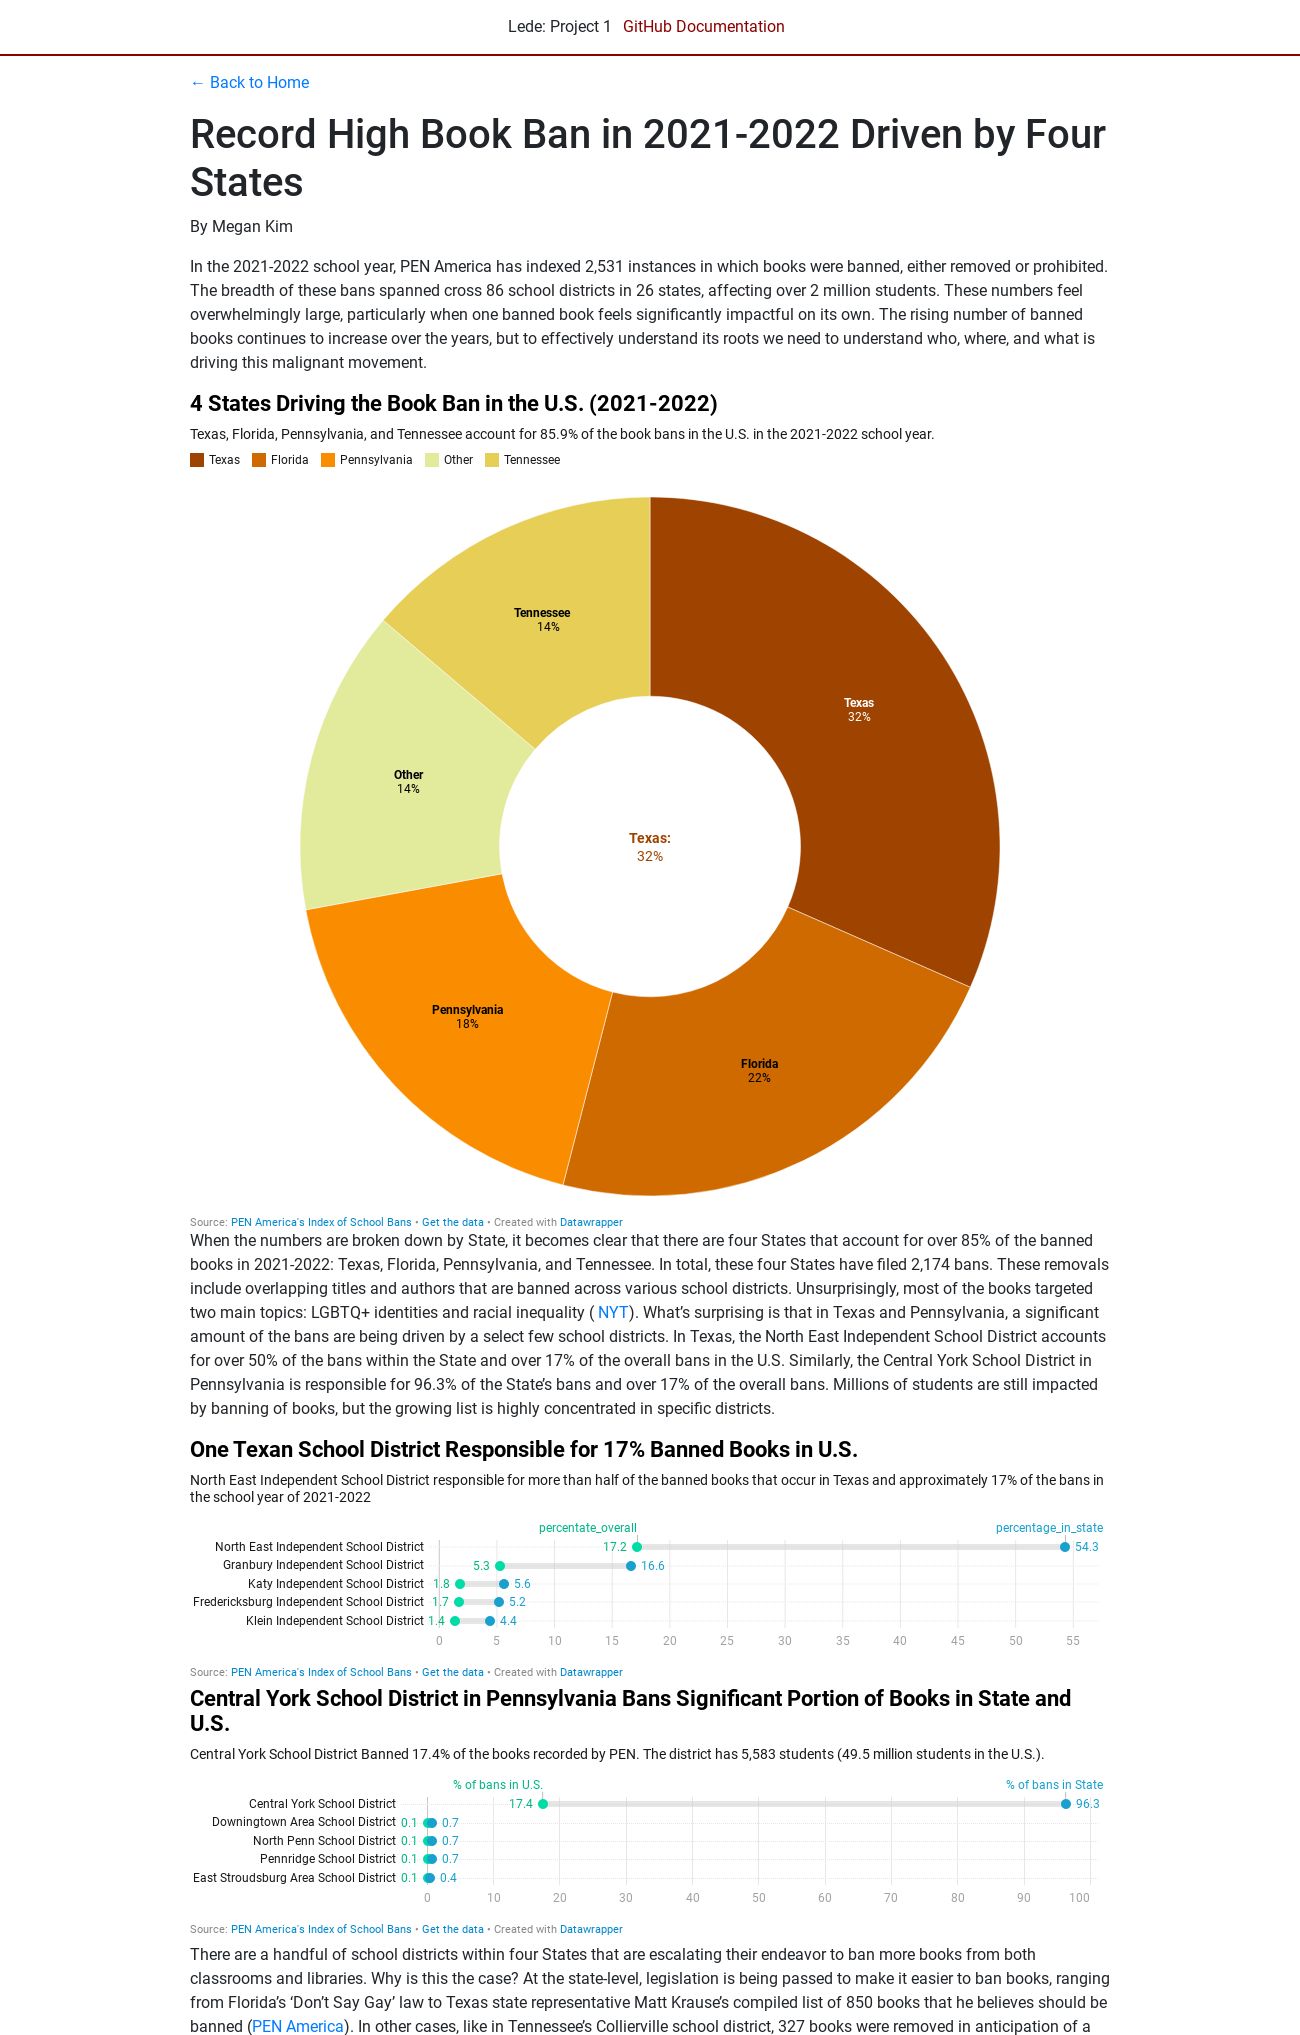 Lede: Project 1 GitHub Documentation
← Back to Home
Record High Book Ban in 2021-2022 Driven by Four
States
By Megan Kim
In the 2021-2022 school year, PEN America has indexed 2,531 instances in which books were banned, either removed or prohibited.
The breadth of these bans spanned cross 86 school districts in 26 states, affecting over 2 million students. These numbers feel
overwhelmingly large, particularly when one banned book feels significantly impactful on its own. The rising number of banned
books continues to increase over the years, but to effectively understand its roots we need to understand who, where, and what is
driving this malignant movement.
4 States Driving the Book Ban in the U.S. (2021-2022)
Texas, Florida, Pennsylvania, and Tennessee account for 85.9% of the book bans in the U.S. in the 2021-2022 school year.
Texas Florida Pennsylvania Other Tennessee
Tennessee
14%
Texas
32%
Other
14%
Texas:
32%
Pennsylvania
18%
Florida
22%
Source: PEN America's Index of School Bans • Get the data • Created with Datawrapper
When the numbers are broken down by State, it becomes clear that there are four States that account for over 85% of the banned
books in 2021-2022: Texas, Florida, Pennsylvania, and Tennessee. In total, these four States have filed 2,174 bans. These removals
include overlapping titles and authors that are banned across various school districts. Unsurprisingly, most of the books targeted
two main topics: LGBTQ+ identities and racial inequality ( NYT). What’s surprising is that in Texas and Pennsylvania, a significant
amount of the bans are being driven by a select few school districts. In Texas, the North East Independent School District accounts
for over 50% of the bans within the State and over 17% of the overall bans in the U.S. Similarly, the Central York School District in
Pennsylvania is responsible for 96.3% of the State’s bans and over 17% of the overall bans. Millions of students are still impacted
by banning of books, but the growing list is highly concentrated in specific districts.
One Texan School District Responsible for 17% Banned Books in U.S.
North East Independent School District responsible for more than half of the banned books that occur in Texas and approximately 17% of the bans in
the school year of 2021-2022
percentate_overall percentage_in_state
North East Independent School District 17.2 54.3
Granbury Independent School District 5.3 16.6
Katy Independent School District 1.8 5.6
Fredericksburg Independent School District 1.7 5.2
Klein Independent School District 1.4 4.4
0 5 10 15 20 25 30 35 40 45 50 55
Source: PEN America's Index of School Bans • Get the data • Created with Datawrapper
Central York School District in Pennsylvania Bans Significant Portion of Books in State and
U.S.
Central York School District Banned 17.4% of the books recorded by PEN. The district has 5,583 students (49.5 million students in the U.S.).
% of bans in U.S. % of bans in State
Central York School District 17.4 96.3
Downingtown Area School District 0.1 0.7
North Penn School District 0.1 0.7
Pennridge School District 0.1 0.7
East Stroudsburg Area School District 0.1 0.4
0 10 20 30 40 50 60 70 80 90 100
Source: PEN America's Index of School Bans • Get the data • Created with Datawrapper
There are a handful of school districts within four States that are escalating their endeavor to ban more books from both
classrooms and libraries. Why is this the case? At the state-level, legislation is being passed to make it easier to ban books, ranging
from Florida’s ‘Don’t Say Gay’ law to Texas state representative Matt Krause’s compiled list of 850 books that he believes should be
banned (PEN America). In other cases, like in Tennessee’s Collierville school district, 327 books were removed in anticipation of a